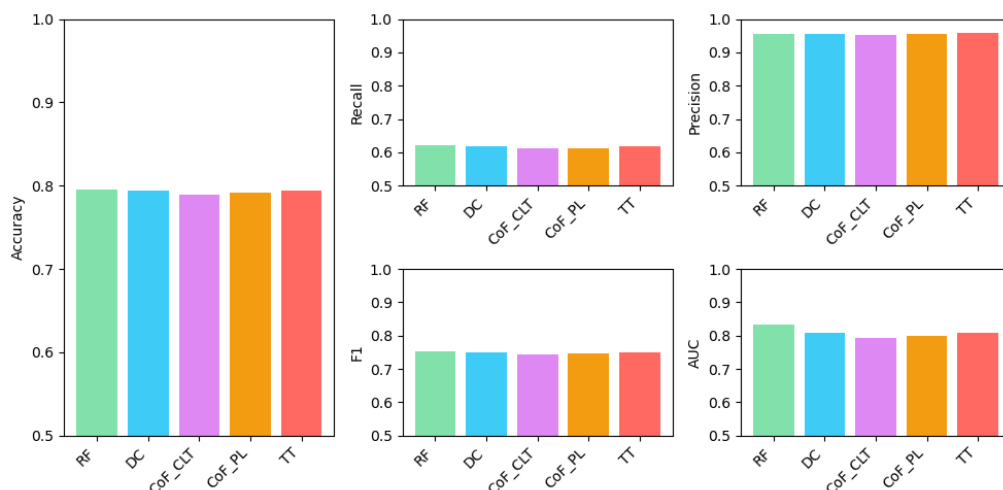 Accuracy
1.0
0.9
0.8
0.7
0.6
0.5
RF
DC
CoF_CLT
CoF_PL
TT
Recall
1.0
0.9
0.8
0.7
0.6
0.5
RF
DC
CoF_CLT
CoF_PL
TT
Precision
1.0
0.9
0.8
0.7
0.6
0.5
RF
DC
CoF_CLT
CoF_PL
TT
F1
1.0
0.9
0.8
0.7
0.6
0.5
RF
DC
CoF_CLT
CoF_PL
TT
AUC
1.0
0.9
0.8
0.7
0.6
0.5
RF
DC
CoF_CLT
CoF_PL
TT